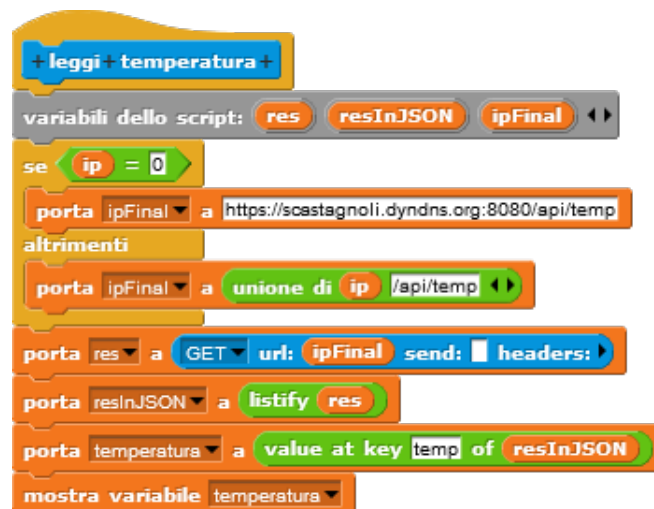 +leggi+temperatura+
variabili dello script: res resInJSON ipFinal
se ip = 0
porta ipFinal a https://scastagnoli.dyndns.org:8080/api/temp
altrimenti
porta ipFinal a unione di ip /api/temp
porta res a GET url: ipFinal send: headers:
porta resInJSON a listify res
porta temperatura a value at key temp of resInJSON
mostra variabile temperatura